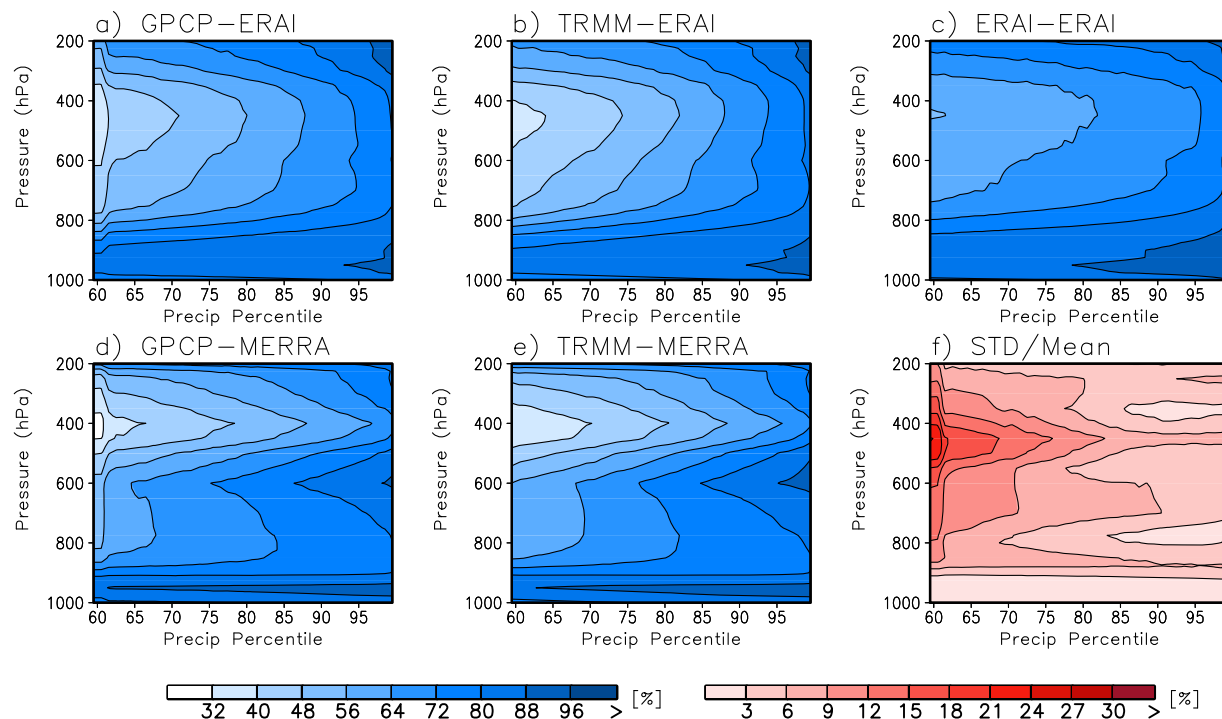 a) GPCP-ERAI
b) TRMM-ERAI
c) ERAI-ERAI
Pressure (hPa)
200
400
600
800
1000
60 65 70 75 80 85 90 95
Precip Percentile
Pressure (hPa)
200
400
600
800
1000
60 65 70 75 80 85 90 95
Precip Percentile
Pressure (hPa)
200
400
600
800
1000
60 65 70 75 80 85 90 95
Precip Percentile
d) GPCP-MERRA
e) TRMM-MERRA
f) STD/Mean
Pressure (hPa)
200
400
600
800
1000
60 65 70 75 80 85 90 95
Precip Percentile
Pressure (hPa)
200
400
600
800
1000
60 65 70 75 80 85 90 95
Precip Percentile
Pressure (hPa)
200
400
600
800
1000
60 65 70 75 80 85 90 95
Precip Percentile
32 40 48 56 64 72 80 88 96 > [%]
3 6 9 12 15 18 21 24 27 30 > [%]